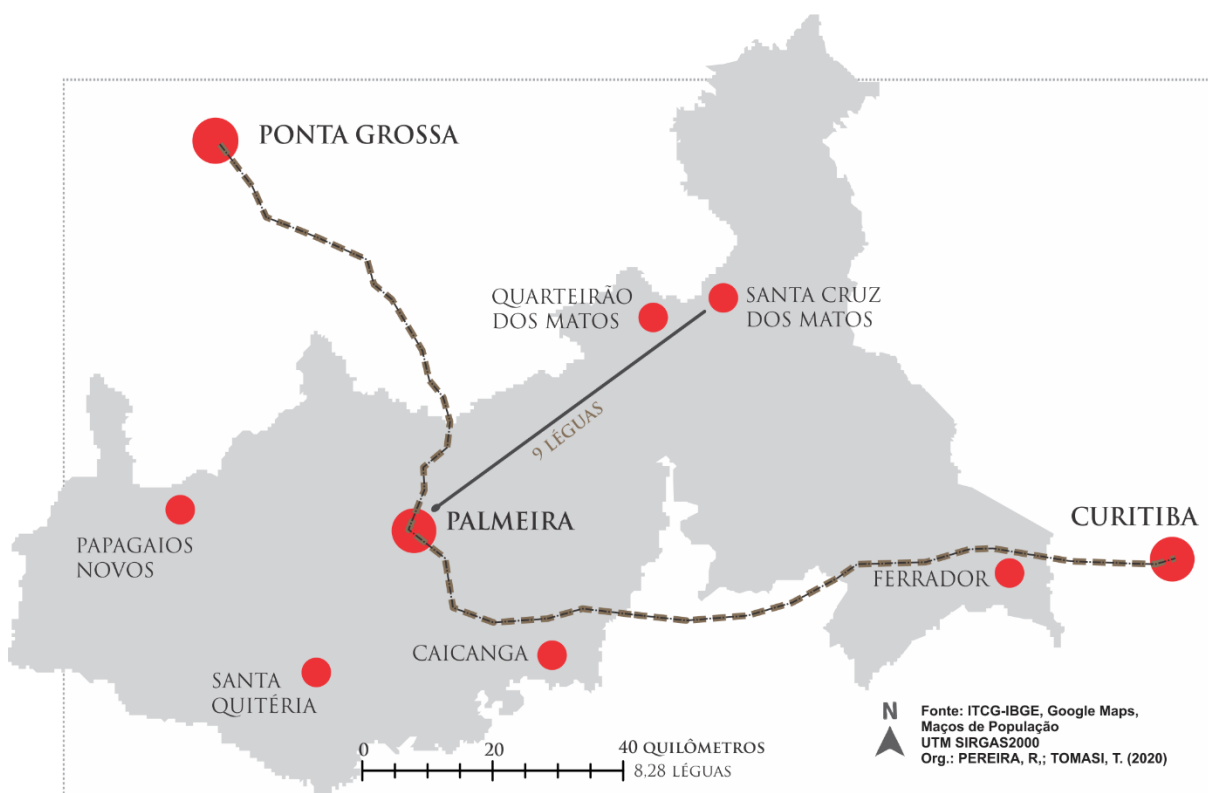 PONTA GROSSA
QUARTEIRÃO
DOS MATOS
SANTA CRUZ
DOS MATOS
9 LÉGUAS
PALMEIRA
CURITIBA
PAPAGAIOS
NOVOS
FERRADOR
CAICANGA
SANTA
QUITÉRIA
0 20 40 QUILÔMETROS
8,28 LÉGUAS
N
Fonte: ITCG-IBGE, Google Maps,
Maços de População
UTM SIRGAS2000
Org.: PEREIRA, R,; TOMASI, T. (2020)